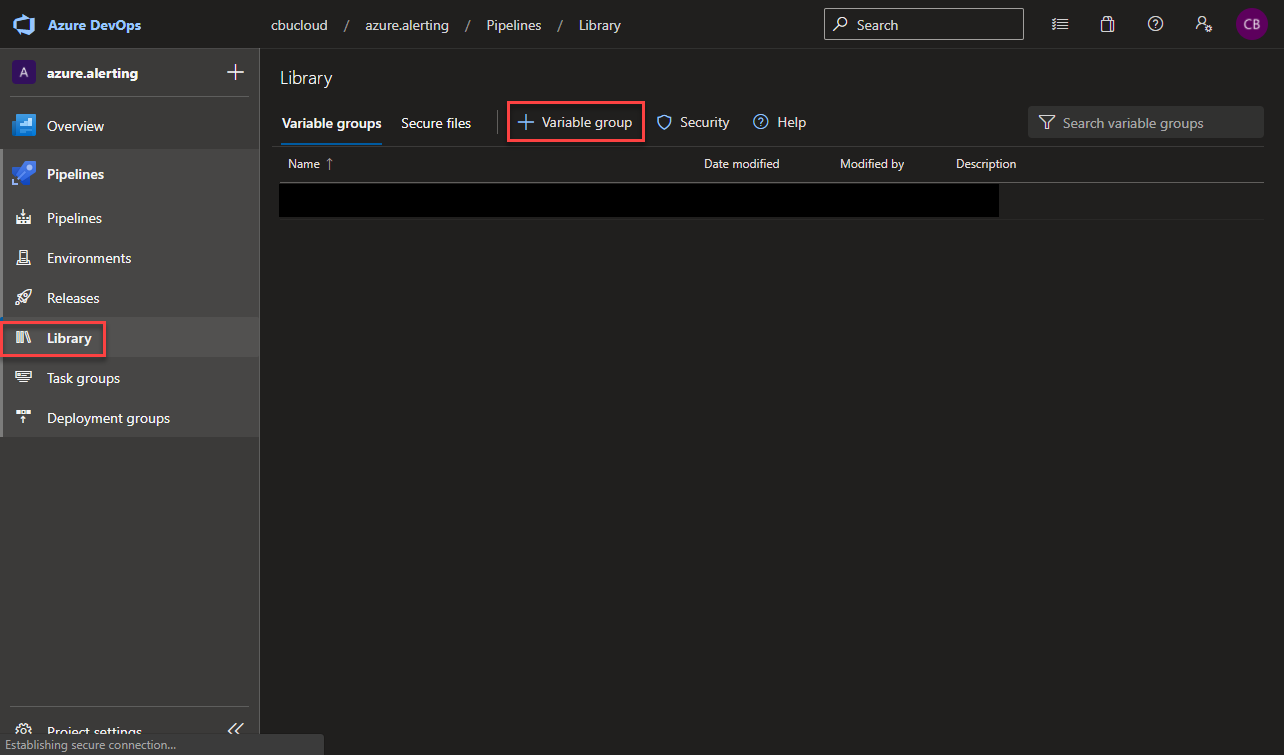 Azure DevOps
cbucloud / azure.alerting / Pipelines / Library
Search
CB
A azure.alerting
Overview
Pipelines
Pipelines
Environments
Releases
Library
Task groups
Deployment groups
Project settings
Establishing secure connection...
Library
Variable groups Secure files Variable group Security Help
Search variable groups
Name ↑ Date modified Modified by Description